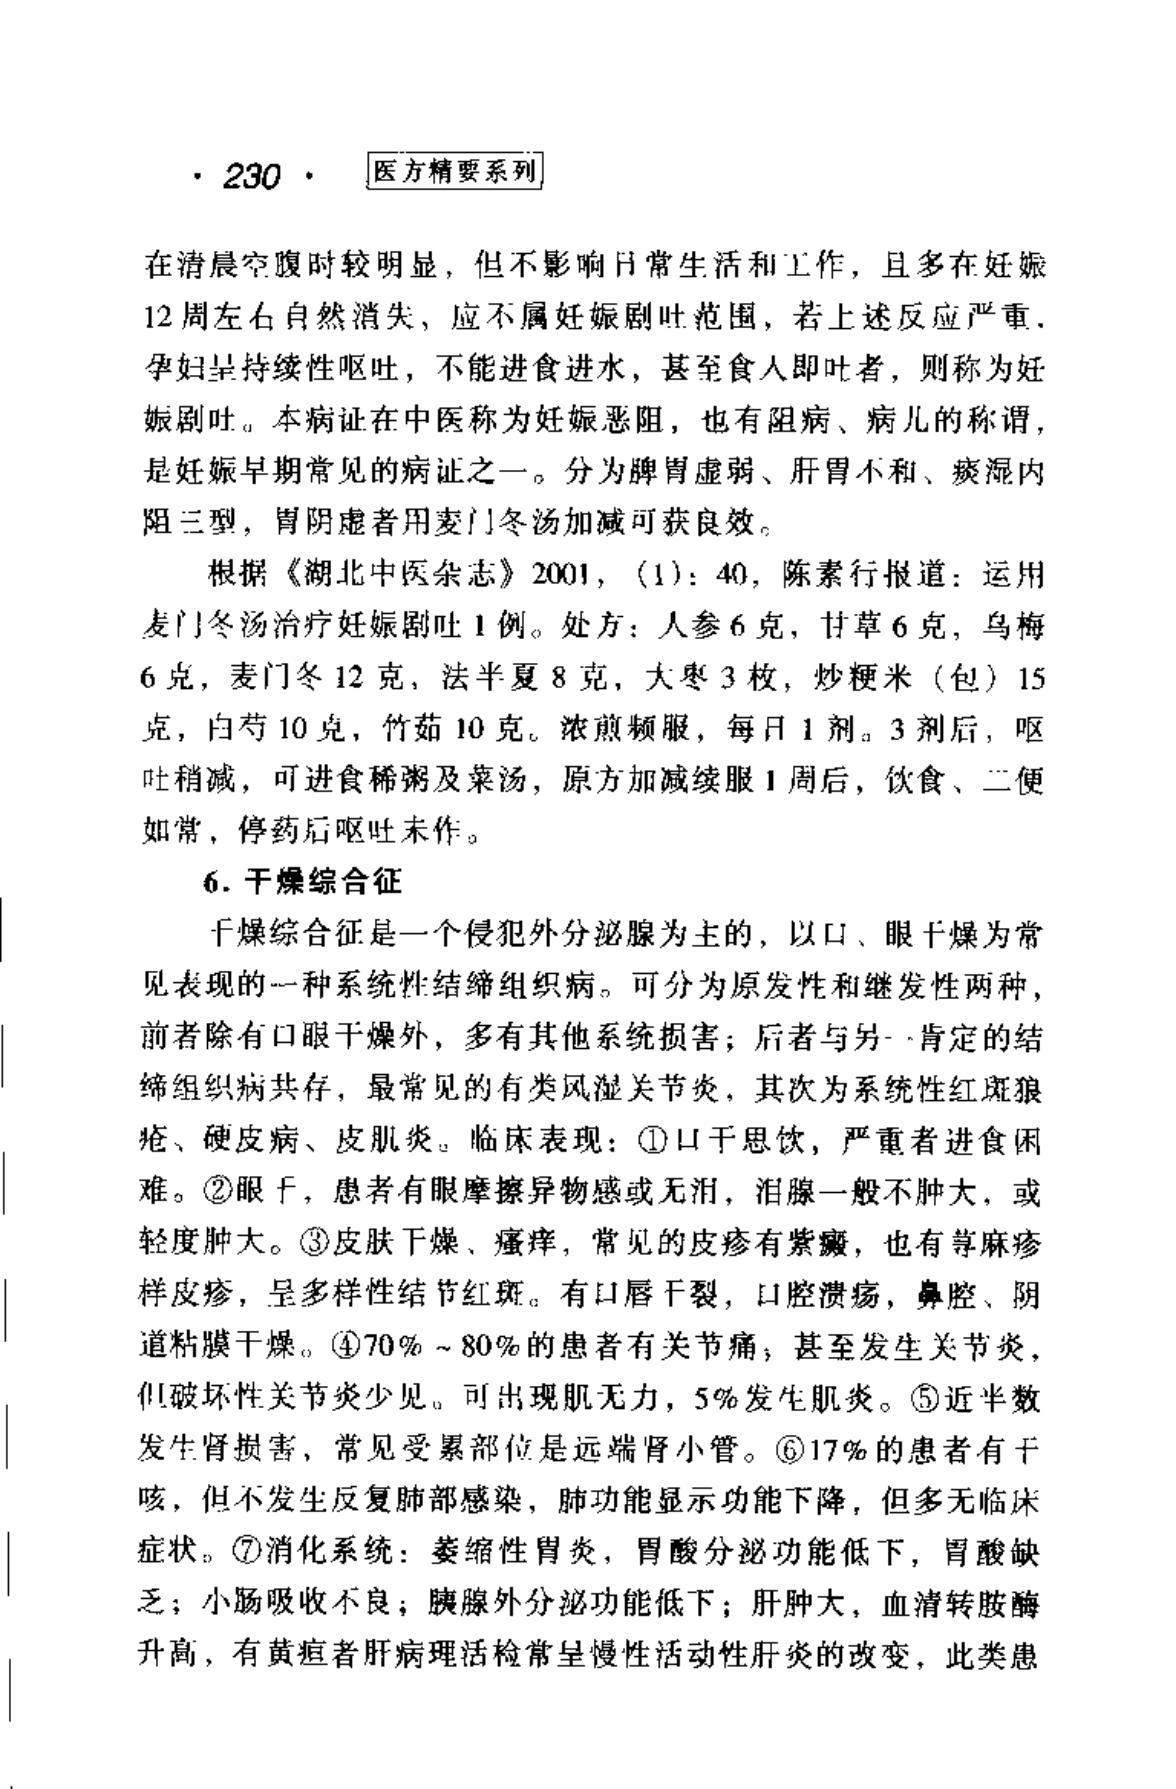 · 230 · 医方精要系列
在清晨空腹时较明显，但不影响日常生活和工作，且多在妊娠
12周左右自然消失，应不属妊娠剧吐范围，若上述反应严重．
孕妇呈持续性呕吐，不能进食进水，甚至食入即吐者，则称为妊
娠剧吐。本病证在中医称为妊娠恶阻，也有阻病、病儿的称谓，
是妊娠早期常见的病证之一。分为脾胃虚弱、肝胃不和、痰湿内
阻三型，胃阴虚者用麦门冬汤加减可获良效。
根据《湖北中医杂志》2001，（1）：40，陈素行报道：运用
麦门冬汤治疗妊娠剧吐1例。处方：人参6克，甘草6克，乌梅
6克，麦门冬12克，法半夏8克，大枣3枚，炒粳米（包）15
克，白芍10克，竹茹10克。浓煎频服，每日1剂。3剂后，呕
吐稍减，可进食稀粥及菜汤，原方加减续服1周后，饮食、二便
如常，停药后呕吐未作。
6. 干燥综合征
干燥综合征是一个侵犯外分泌腺为主的，以口、眼干燥为常
见表现的一种系统性结缔组织病。可分为原发性和继发性两种，
前者除有口眼干燥外，多有其他系统损害；后者与另一肯定的结
缔组织病共存，最常见的有类风湿关节炎，其次为系统性红斑狼
疮、硬皮病、皮肌炎。临床表现：①口干思饮，严重者进食困
难。②眼干，患者有眼摩擦异物感或无泪，泪腺一般不肿大，或
轻度肿大。③皮肤干燥、瘙痒，常见的皮疹有紫癜，也有荨麻疹
样皮疹，呈多样性结节红斑。有口唇干裂，口腔溃疡，鼻腔、阴
道粘膜干燥。④70%～80%的患者有关节痛；甚至发生关节炎，
但破坏性关节炎少见。可出现肌无力，5%发生肌炎。⑤近半数
发生肾损害，常见受累部位是远端肾小管。⑥17%的患者有干
咳，但不发生反复肺部感染，肺功能显示功能下降，但多无临床
症状。⑦消化系统：萎缩性胃炎，胃酸分泌功能低下，胃酸缺
乏；小肠吸收不良；胰腺外分泌功能低下；肝肿大，血清转胺酶
升高，有黄疸者肝病理活检常呈慢性活动性肝炎的改变，此类患